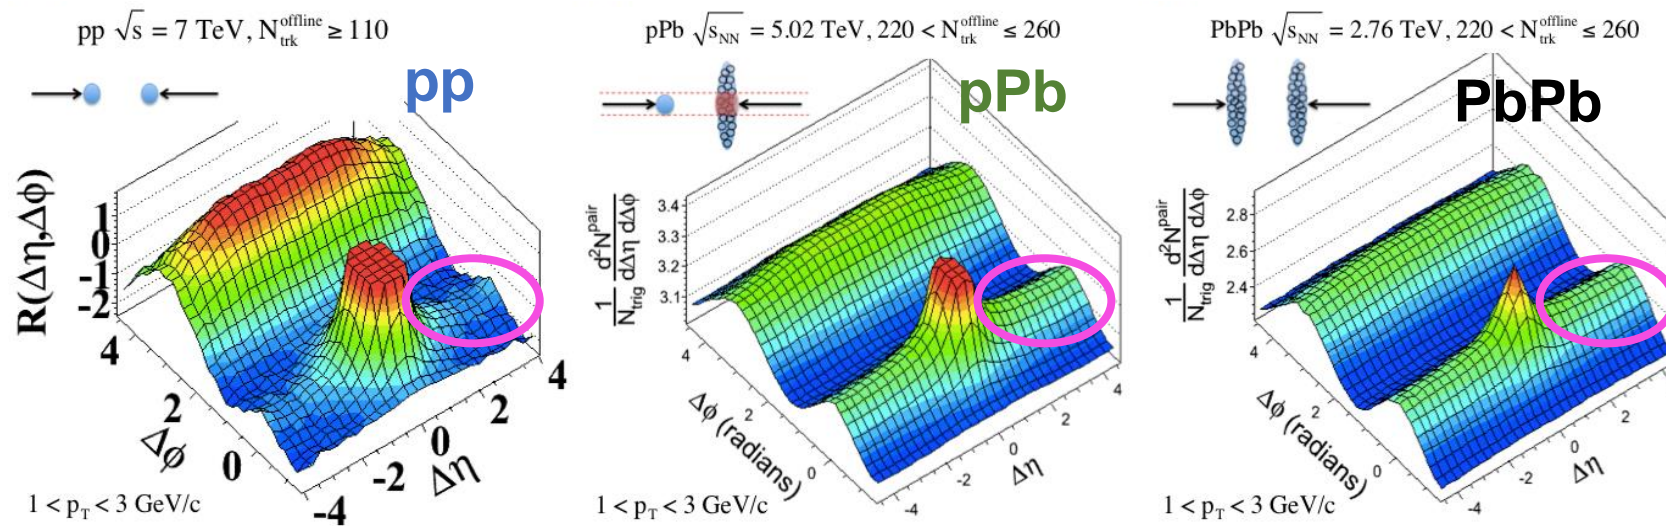 pp √s = 7 TeV, N_trk^offline ≥ 110
pp
R(Δη,Δϕ)
1
0
-1
-2
4
2
0
Δϕ
-4
-2
0
2
4
Δη
1 < p_T < 3 GeV/c
pPb √s_NN = 5.02 TeV, 220 < N_trk^offline ≤ 260
pPb
1/N_trig d²N^pair/dΔη dΔϕ
3.4
3.3
3.2
3.1
4
2
0
Δϕ (radians)
-4
-2
0
2
4
Δη
1 < p_T < 3 GeV/c
PbPb √s_NN = 2.76 TeV, 220 < N_trk^offline ≤ 260
PbPb
1/N_trig d²N^pair/dΔη dΔϕ
2.8
2.6
2.4
4
2
0
Δϕ (radians)
-4
-2
0
2
Δη
1 < p_T < 3 GeV/c